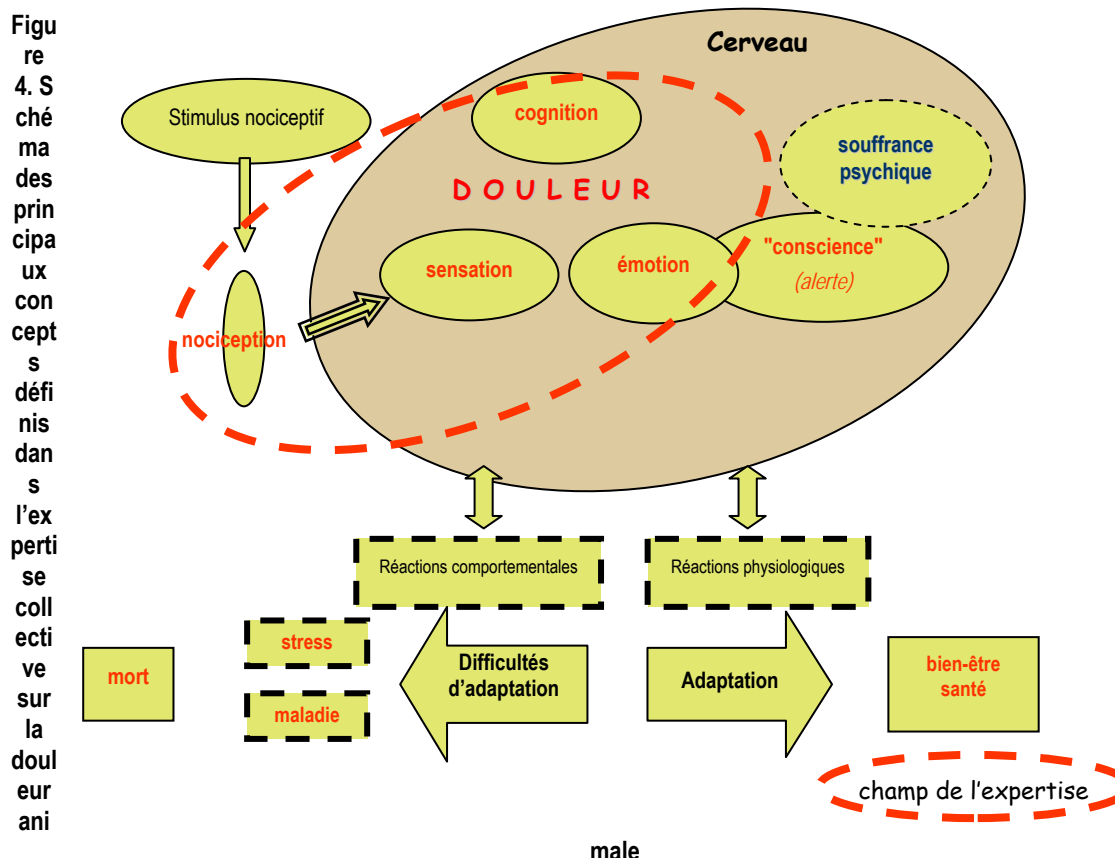 Figu
re
4. S
ché
ma
des
prin
cipa
ux
con
cept
s
défi
nis
dan
s
l'ex
perti
se
coll
ecti
ve
sur
la
doul
eur
ani
male
Cerveau
Stimulus nociceptif
cognition
souffrance
psychique
DOULEUR
sensation
émotion
"conscience"
(alerte)
nociception
Réactions comportementales
Réactions physiologiques
stress
mort
maladie
Difficultés
d'adaptation
Adaptation
bien-être
santé
champ de l'expertise